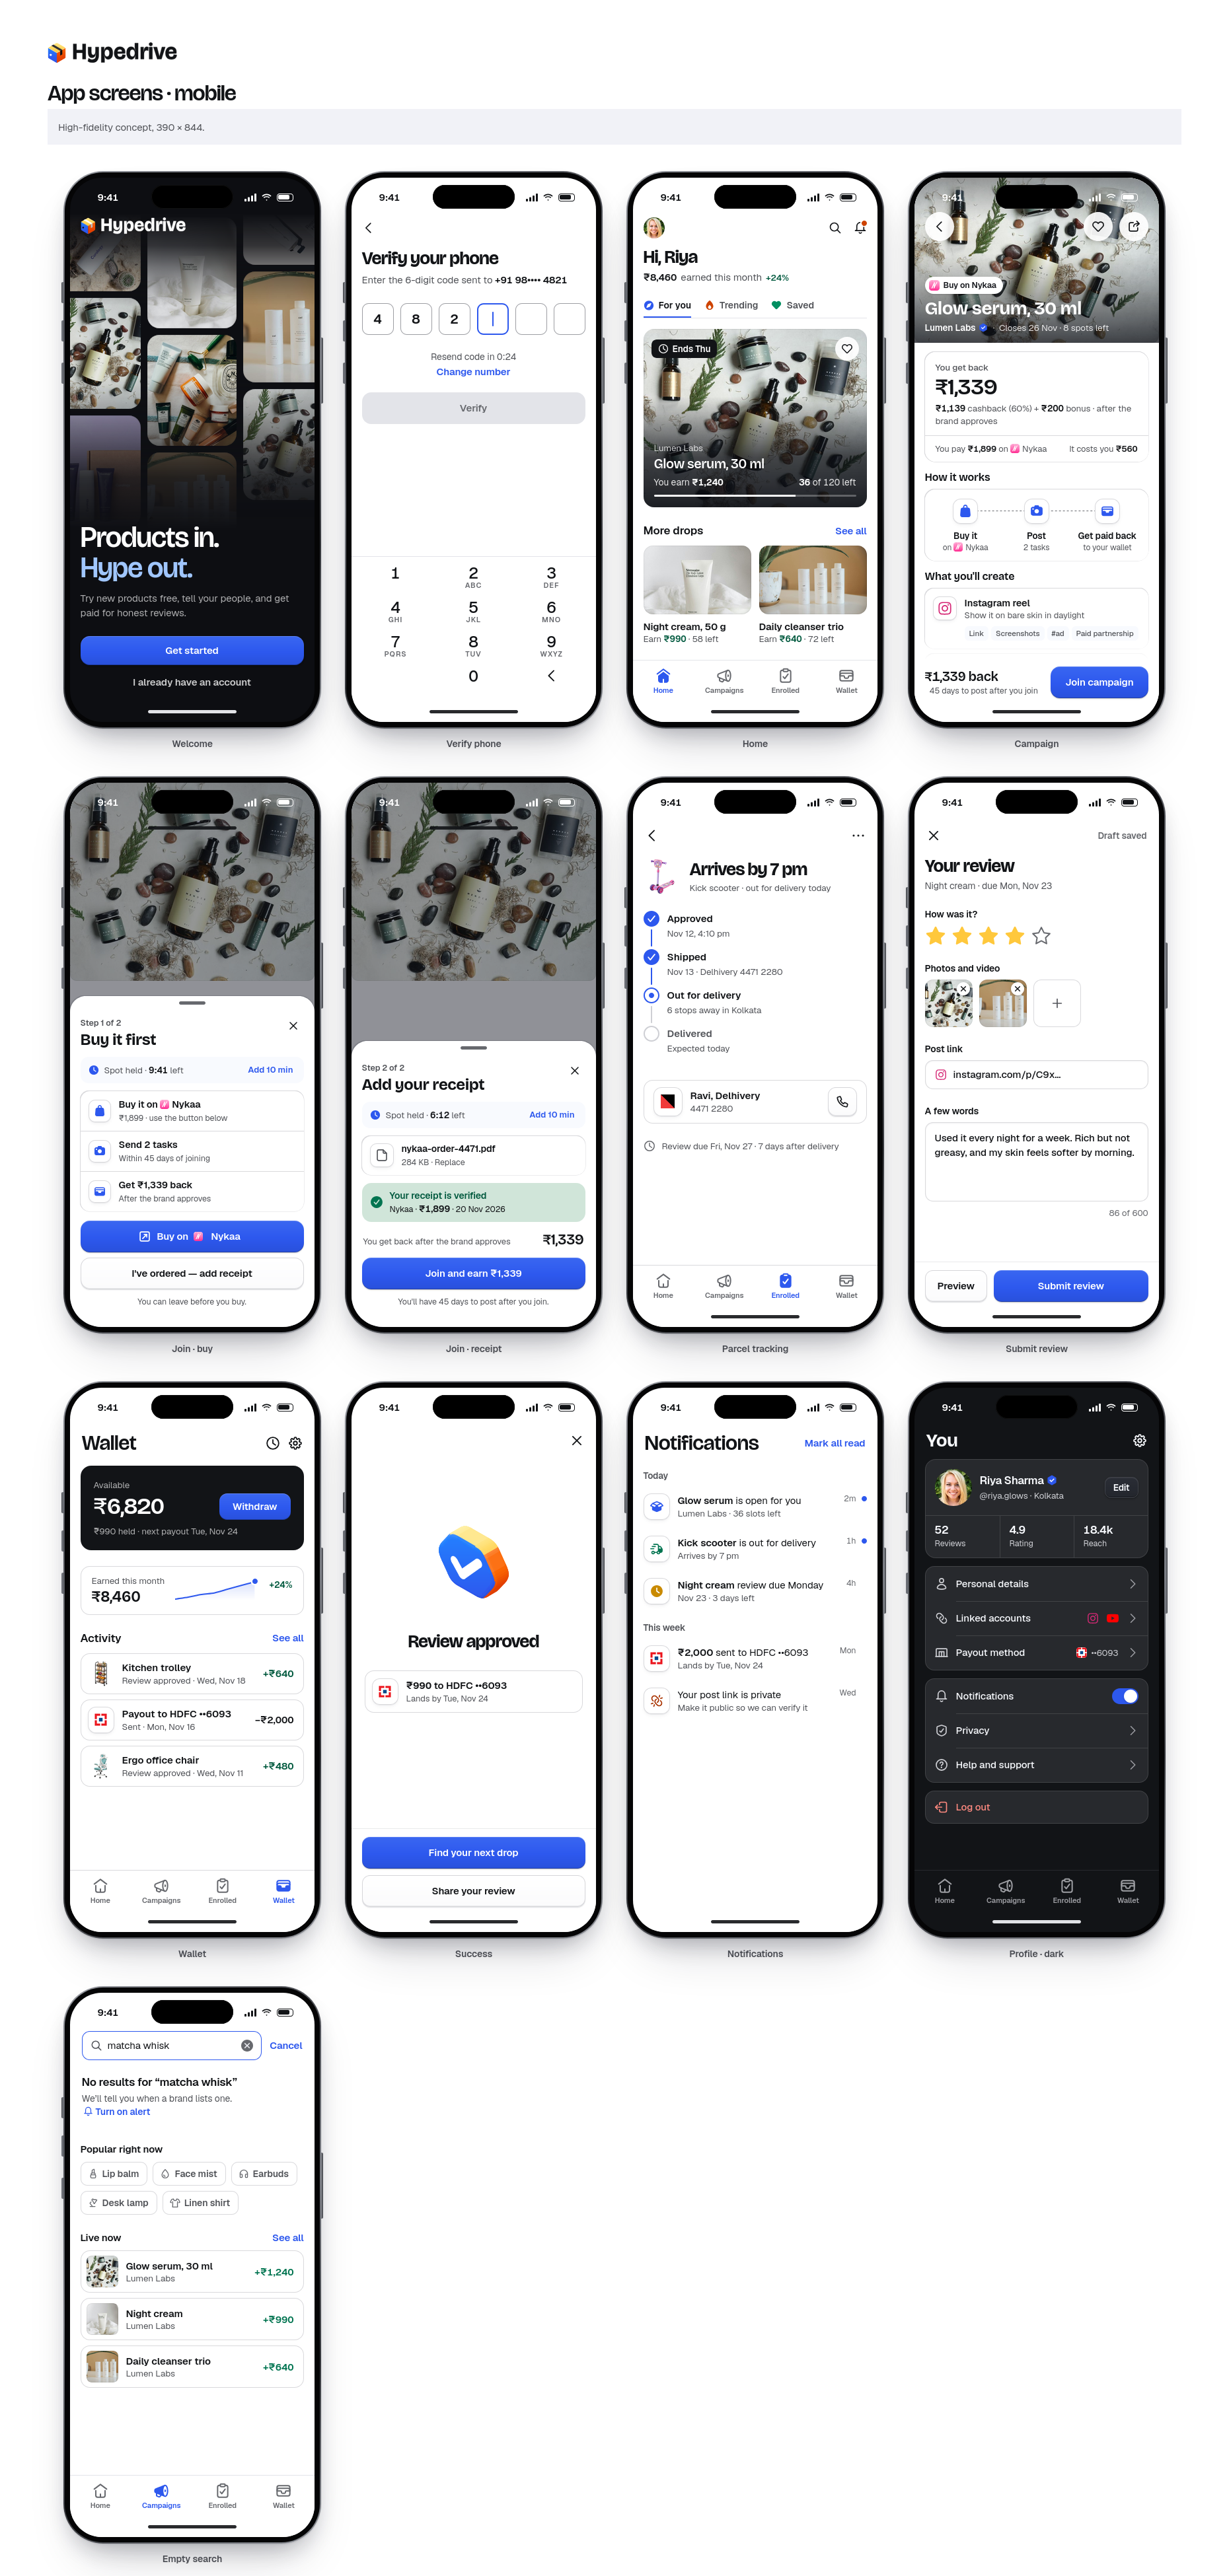 Hypedrive
App screens · mobile
High-fidelity concept, 390 × 844.
9:41
Hypedrive
Products in.
Hype out.
Try new products free, tell your people, and get
paid for honest reviews.
Get started
I already have an account
Welcome
9:41
Verify your phone
Enter the 6-digit code sent to +91 98•••• 4821
4 8 2
Resend code in 0:24
Change number
Verify
1 2 3
ABC DEF
4 5 6
GHI JKL MNO
7 8 9
PQRS TUV WXYZ
0
Verify phone
9:41
Hi, Riya
₹8,460 earned this month +24%
For you Trending Saved
Ends Thu
Lumen Labs
Glow serum, 30 ml
You earn ₹1,240 36 of 120 left
More drops See all
Night cream, 50 g Daily cleanser trio
Earn ₹990 · 58 left Earn ₹640 · 72 left
Home Campaigns Enrolled Wallet
Home
9:41
Buy on Nykaa
Glow serum, 30 ml
Lumen Labs Closes 26 Nov · 8 spots left
You get back
₹1,339
₹1,139 cashback (60%) + ₹200 bonus · after the
brand approves
You pay ₹1,899 on Nykaa It costs you ₹560
How it works
Buy it Post Get paid back
on Nykaa 2 tasks to your wallet
What you'll create
Instagram reel
Show it on bare skin in daylight
Link Screenshots #ad Paid partnership
₹1,339 back
45 days to post after you join
Join campaign
Campaign
9:41
Step 1 of 2
Buy it first
Spot held · 9:41 left Add 10 min
Buy it on Nykaa
₹1,899 · use the button below
Send 2 tasks
Within 45 days of joining
Get ₹1,339 back
After the brand approves
Buy on Nykaa
I've ordered — add receipt
You can leave before you buy.
Join · buy
9:41
Step 2 of 2
Add your receipt
Spot held · 6:12 left Add 10 min
nykaa-order-4471.pdf
284 KB · Replace
Your receipt is verified
Nykaa · ₹1,899 · 20 Nov 2026
You get back after the brand approves ₹1,339
Join and earn ₹1,339
You'll have 45 days to post after you join.
Join · receipt
9:41
Arrives by 7 pm
Kick scooter · out for delivery today
Approved
Nov 12, 4:10 pm
Shipped
Nov 13 · Delhivery 4471 2280
Out for delivery
6 stops away in Kolkata
Delivered
Expected today
Ravi, Delhivery
4471 2280
Review due Fri, Nov 27 · 7 days after delivery
Home Campaigns Enrolled Wallet
Parcel tracking
9:41
Draft saved
Your review
Night cream · due Mon, Nov 23
How was it?
Photos and video
Post link
instagram.com/p/C9x...
A few words
Used it every night for a week. Rich but not
greasy, and my skin feels softer by morning.
86 of 600
Preview Submit review
Submit review
9:41
Wallet
Available
₹6,820
Withdraw
₹990 held · next payout Tue, Nov 24
Earned this month
₹8,460
+24%
Activity See all
Kitchen trolley
Review approved · Wed, Nov 18
+₹640
Payout to HDFC ••6093
Sent · Mon, Nov 16
−₹2,000
Ergo office chair
Review approved · Wed, Nov 11
+₹480
Home Campaigns Enrolled Wallet
Wallet
9:41
Review approved
₹990 to HDFC ••6093
Lands by Tue, Nov 24
Find your next drop
Share your review
Success
9:41
Notifications Mark all read
Today
Glow serum is open for you 2m
Lumen Labs · 36 slots left
Kick scooter is out for delivery 1h
Arrives by 7 pm
Night cream review due Monday 4h
Nov 23 · 3 days left
This week
₹2,000 sent to HDFC ••6093 Mon
Lands by Tue, Nov 24
Your post link is private Wed
Make it public so we can verify it
Notifications
9:41
You
Riya Sharma
@riya.glows · Kolkata
Edit
52 4.9 18.4k
Reviews Rating Reach
Personal details
Linked accounts
Payout method ••6093
Notifications
Privacy
Help and support
Log out
Home Campaigns Enrolled Wallet
Profile · dark
9:41
matcha whisk Cancel
No results for “matcha whisk”
We'll tell you when a brand lists one.
Turn on alert
Popular right now
Lip balm Face mist Earbuds
Desk lamp Linen shirt
Live now See all
Glow serum, 30 ml
Lumen Labs
+₹1,240
Night cream
Lumen Labs
+₹990
Daily cleanser trio
Lumen Labs
+₹640
Home Campaigns Enrolled Wallet
Empty search